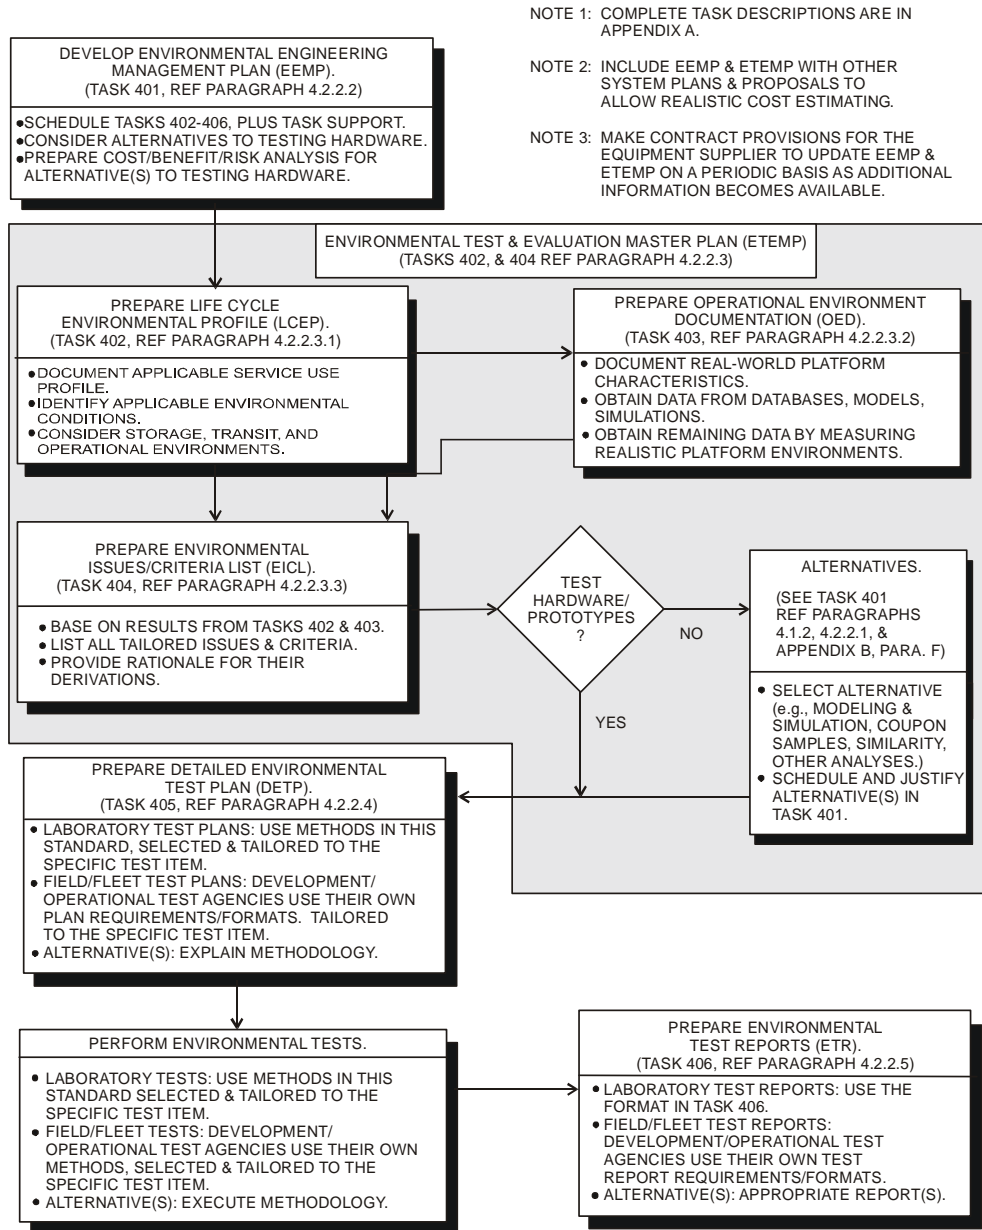 NOTE 1: COMPLETE TASK DESCRIPTIONS ARE IN
APPENDIX A.
NOTE 2: INCLUDE EEMP & ETEMP WITH OTHER
SYSTEM PLANS & PROPOSALS TO
ALLOW REALISTIC COST ESTIMATING.
NOTE 3: MAKE CONTRACT PROVISIONS FOR THE
EQUIPMENT SUPPLIER TO UPDATE EEMP &
ETEMP ON A PERIODIC BASIS AS ADDITIONAL
INFORMATION BECOMES AVAILABLE.
DEVELOP ENVIRONMENTAL ENGINEERING
MANAGEMENT PLAN (EEMP).
(TASK 401, REF PARAGRAPH 4.2.2.2)
●SCHEDULE TASKS 402-406, PLUS TASK SUPPORT.
●CONSIDER ALTERNATIVES TO TESTING HARDWARE.
●PREPARE COST/BENEFIT/RISK ANALYSIS FOR
ALTERNATIVE(S) TO TESTING HARDWARE.
ENVIRONMENTAL TEST & EVALUATION MASTER PLAN (ETEMP)
(TASKS 402, & 404 REF PARAGRAPH 4.2.2.3)
PREPARE LIFE CYCLE
ENVIRONMENTAL PROFILE (LCEP).
(TASK 402, REF PARAGRAPH 4.2.2.3.1)
●DOCUMENT APPLICABLE SERVICE USE
PROFILE.
●IDENTIFY APPLICABLE ENVIRONMENTAL
CONDITIONS.
●CONSIDER STORAGE, TRANSIT, AND
OPERATIONAL ENVIRONMENTS.
PREPARE OPERATIONAL ENVIRONMENT
DOCUMENTATION (OED).
(TASK 403, REF PARAGRAPH 4.2.2.3.2)
● DOCUMENT REAL-WORLD PLATFORM
CHARACTERISTICS.
● OBTAIN DATA FROM DATABASES, MODELS,
SIMULATIONS.
● OBTAIN REMAINING DATA BY MEASURING
REALISTIC PLATFORM ENVIRONMENTS.
PREPARE ENVIRONMENTAL
ISSUES/CRITERIA LIST (EICL).
(TASK 404, REF PARAGRAPH 4.2.2.3.3)
● BASE ON RESULTS FROM TASKS 402 & 403.
● LIST ALL TAILORED ISSUES & CRITERIA.
● PROVIDE RATIONALE FOR THEIR
DERIVATIONS.
TEST
HARDWARE/
PROTOTYPES
?
NO
YES
ALTERNATIVES.
(SEE TASK 401
REF PARAGRAPHS
4.1.2, 4.2.2.1, &
APPENDIX B, PARA. F)
● SELECT ALTERNATIVE
(e.g., MODELING &
SIMULATION, COUPON
SAMPLES, SIMILARITY,
OTHER ANALYSES.)
● SCHEDULE AND JUSTIFY
ALTERNATIVE(S) IN
TASK 401.
PREPARE DETAILED ENVIRONMENTAL
TEST PLAN (DETP).
(TASK 405, REF PARAGRAPH 4.2.2.4)
● LABORATORY TEST PLANS: USE METHODS IN THIS
STANDARD, SELECTED & TAILORED TO THE
SPECIFIC TEST ITEM.
● FIELD/FLEET TEST PLANS: DEVELOPMENT/
OPERATIONAL TEST AGENCIES USE THEIR OWN
PLAN REQUIREMENTS/FORMATS. TAILORED
TO THE SPECIFIC TEST ITEM.
● ALTERNATIVE(S): EXPLAIN METHODOLOGY.
PERFORM ENVIRONMENTAL TESTS.
● LABORATORY TESTS: USE METHODS IN THIS
STANDARD SELECTED & TAILORED TO THE
SPECIFIC TEST ITEM.
● FIELD/FLEET TESTS: DEVELOPMENT/
OPERATIONAL TEST AGENCIES USE THEIR OWN
METHODS, SELECTED & TAILORED TO THE
SPECIFIC TEST ITEM.
● ALTERNATIVE(S): EXECUTE METHODOLOGY.
PREPARE ENVIRONMENTAL
TEST REPORTS (ETR).
(TASK 406, REF PARAGRAPH 4.2.2.5)
● LABORATORY TEST REPORTS: USE THE
FORMAT IN TASK 406.
● FIELD/FLEET TEST REPORTS:
DEVELOPMENT/OPERATIONAL TEST
AGENCIES USE THEIR OWN TEST
REPORT REQUIREMENTS/FORMATS.
● ALTERNATIVE(S): APPROPRIATE REPORT(S).